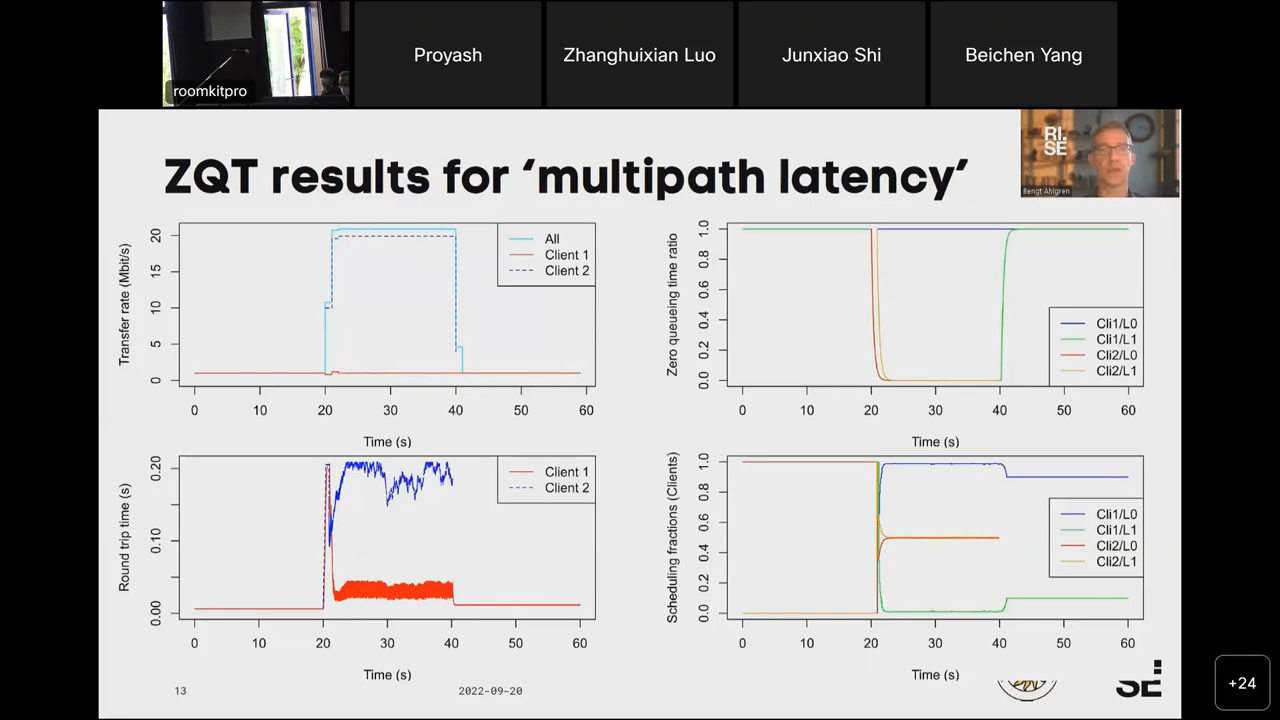 roomkitpro
Proyash
Zhanghuixian Luo
Junxiao Shi
Beichen Yang
ZQT results for ‘multipath latency’
RI.
SE
Bengt Ahlgren
Transfer rate (Mbit/s)
20
15
10
5
0
All
Client 1
Client 2
0 10 20 30 40 50 60
Time (s)
Zero queueing time ratio
1.0
0.8
0.6
0.4
0.2
0.0
Cli1/L0
Cli1/L1
Cli2/L0
Cli2/L1
0 10 20 30 40 50 60
Time (s)
Round trip time (s)
0.20
0.10
0.00
Client 1
Client 2
0 10 20 30 40 50 60
Time (s)
Scheduling fractions (Clients)
1.0
0.8
0.6
0.4
0.2
0.0
Cli1/L0
Cli1/L1
Cli2/L0
Cli2/L1
0 10 20 30 40 50 60
Time (s)
13
2022-09-20
SE
+24